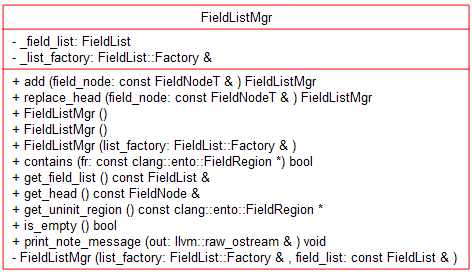 FieldListMgr
- _field_list: FieldList
- _list_factory: FieldList::Factory &
+ add (field_node: const FieldNodeT & ) FieldListMgr
+ replace_head (field_node: const FieldNodeT & ) FieldListMgr
+ FieldListMgr ()
+ FieldListMgr ()
+ FieldListMgr (list_factory: FieldList::Factory & )
+ contains (fr: const clang::ento::FieldRegion *) bool
+ get_field_list () const FieldList &
+ get_head () const FieldNode &
+ get_uninit_region () const clang::ento::FieldRegion *
+ is_empty () bool
+ print_note_message (out: llvm::raw_ostream & ) void
- FieldListMgr (list_factory: FieldList::Factory & , field_list: const FieldList & )